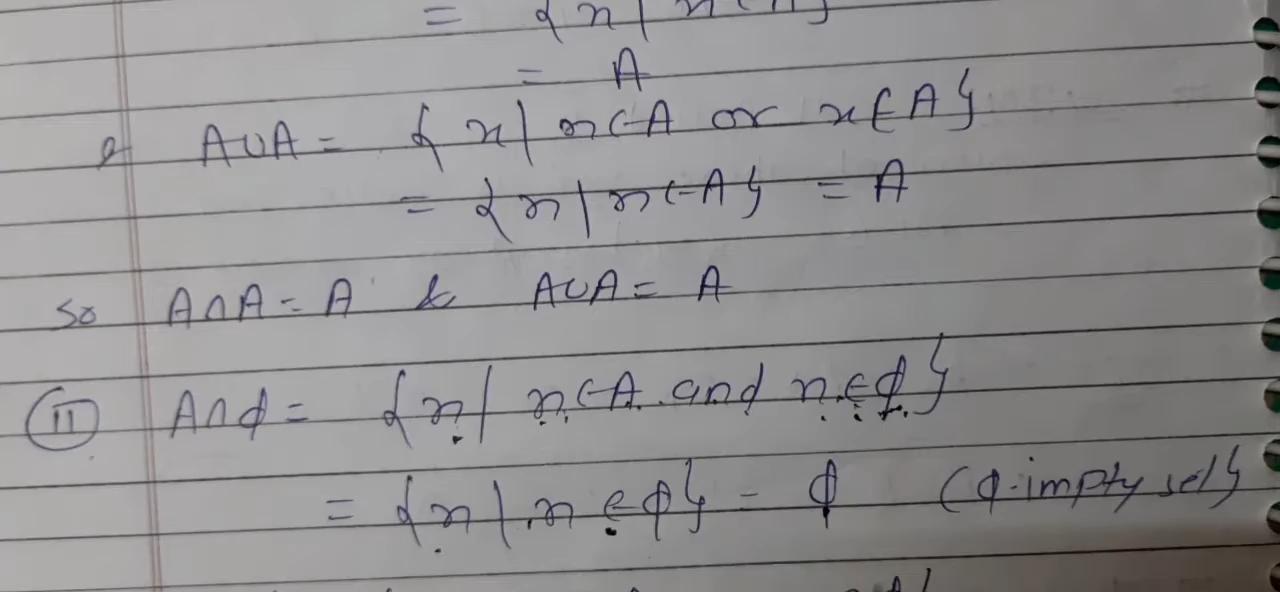 = {x | x ∈ A}
= A
& A∪A = {x | x ∈ A or x ∈ A}
= {x | x ∈ A} = A
so A∩A = A & A∪A = A
(II) A∩ϕ = {x | x ∈ A and x ∈ ϕ}
= {x | x ∈ ϕ} = ϕ (ϕ-impty set}